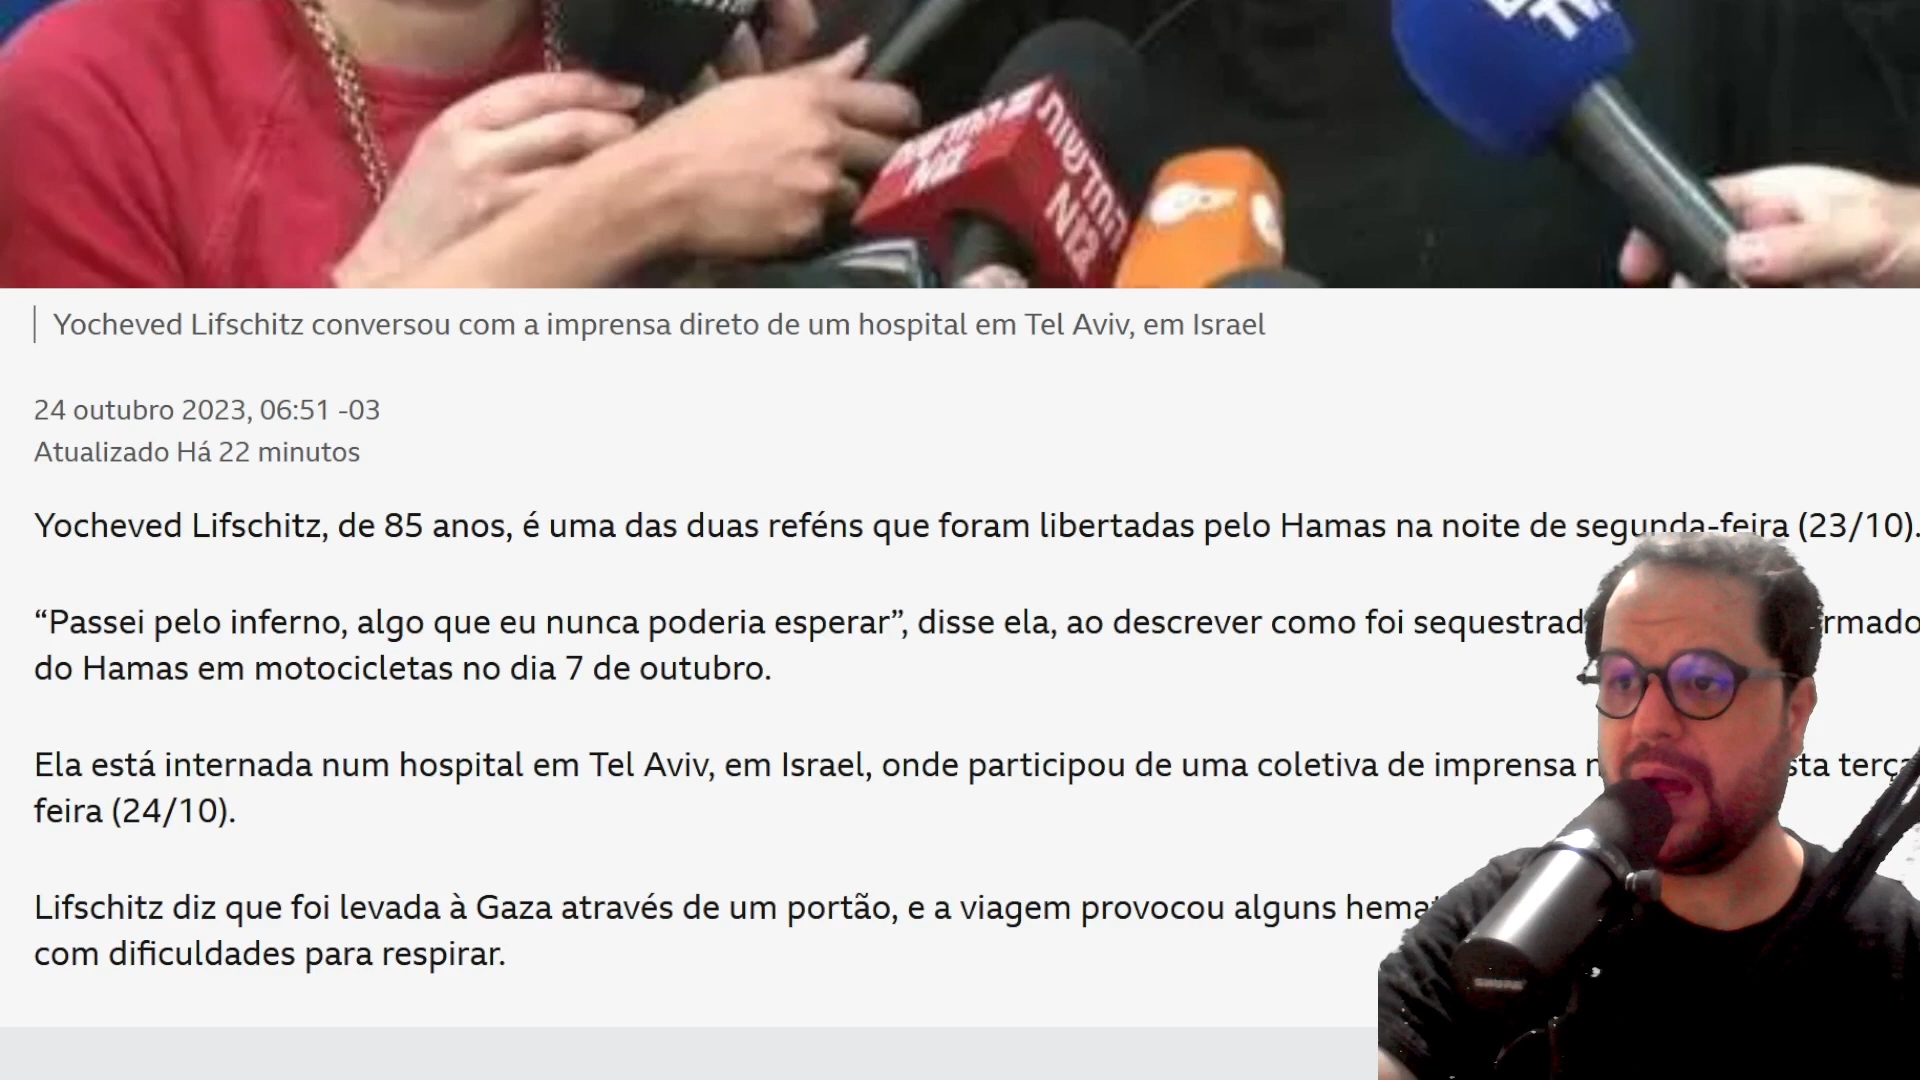 החדשות
N12
Yocheved Lifschitz conversou com a imprensa direto de um hospital em Tel Aviv, em Israel
24 outubro 2023, 06:51 -03
Atualizado Há 22 minutos
Yocheved Lifschitz, de 85 anos, é uma das duas reféns que foram libertadas pelo Hamas na noite de segunda-feira (23/10).
“Passei pelo inferno, algo que eu nunca poderia esperar”, disse ela, ao descrever como foi
do Hamas em motocicletas no dia 7 de outubro.
Ela está internada num hospital em Tel Aviv, em Israel, onde participou de uma coletiva de imprensa
feira (24/10).
Lifschitz diz que foi levada à Gaza através de um portão, e a viagem provocou alguns
com dificuldades para respirar.